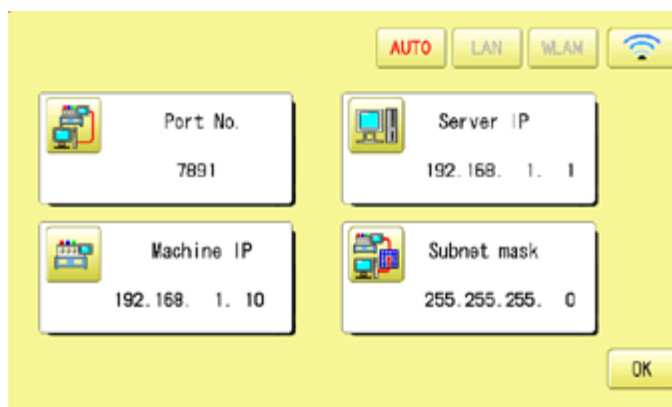 AUTO LAN WLAN
Port No.
7891
Server IP
192.168. 1. 1
Machine IP
192.168. 1. 10
Subnet mask
255.255.255. 0
OK